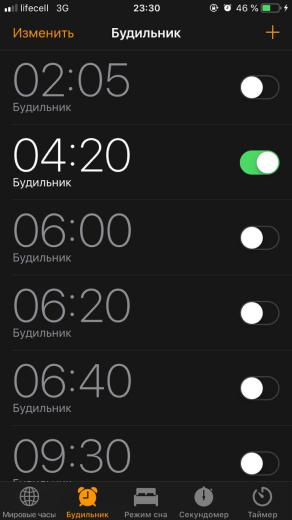 lifecell 3G 23:30 46 %
Изменить Будильник +
02:05
Будильник
04:20
Будильник
06:00
Будильник
06:20
Будильник
06:40
Будильник
09:30
Будильник
Мировые часы Будильник Режим сна Секундомер Таймер